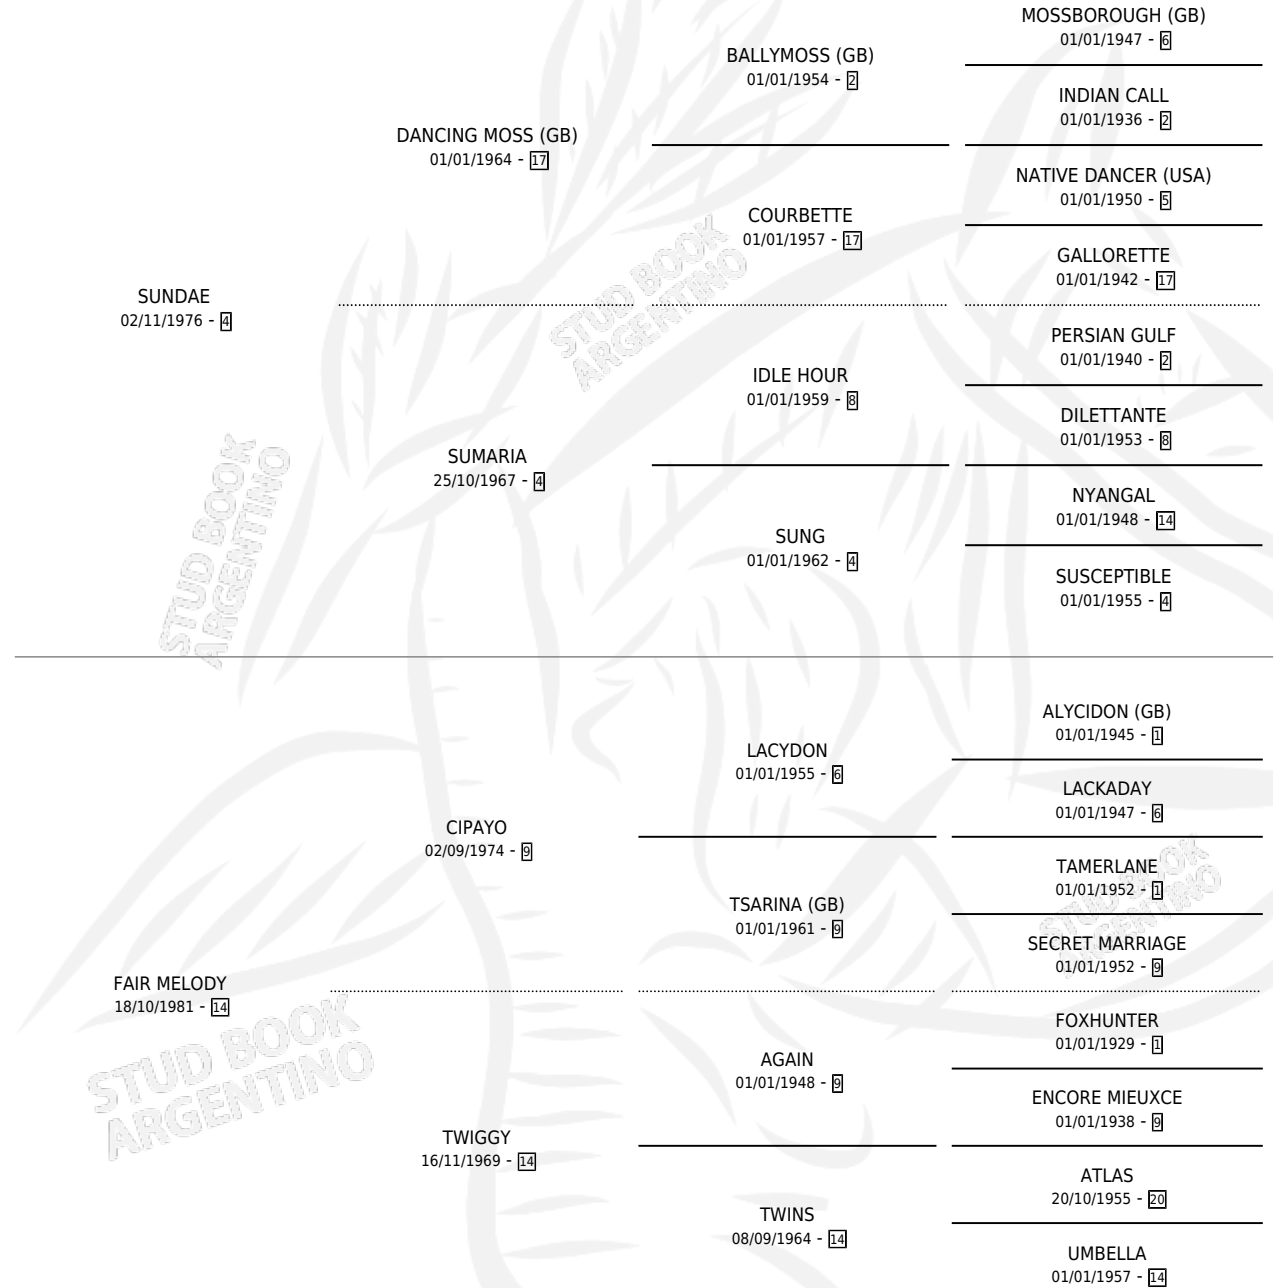 MOSSBOROUGH (GB)
01/01/1947 - 6
BALLYMOSS (GB)
01/01/1954 - 2
INDIAN CALL
01/01/1936 - 2
DANCING MOSS (GB)
01/01/1964 - 17
NATIVE DANCER (USA)
01/01/1950 - 5
COURBETTE
01/01/1957 - 17
GALLORETTE
01/01/1942 - 17
SUNDAE
02/11/1976 - 4
STUD BOOK
ARGENTINO
PERSIAN GULF
01/01/1940 - 2
IDLE HOUR
01/01/1959 - 8
DILETTANTE
01/01/1953 - 8
SUMARIA
25/10/1967 - 4
NYANGAL
01/01/1948 - 14
SUNG
01/01/1962 - 4
SUSCEPTIBLE
01/01/1955 - 4
STUD BOOK
ARGENTINO
ALYCIDON (GB)
01/01/1945 - 1
LACYDON
01/01/1955 - 6
LACKADAY
01/01/1947 - 6
CIPAYO
02/09/1974 - 9
TAMERLANE
01/01/1952 - 1
TSARINA (GB)
01/01/1961 - 9
SECRET MARRIAGE
01/01/1952 - 9
STUD BOOK
ARGENTINO
FAIR MELODY
18/10/1981 - 14
FOXHUNTER
01/01/1929 - 1
AGAIN
01/01/1948 - 9
ENCORE MIEUXCE
01/01/1938 - 9
STUD BOOK
ARGENTINO
TWIGGY
16/11/1969 - 14
ATLAS
20/10/1955 - 20
TWINS
08/09/1964 - 14
UMBELLA
01/01/1957 - 14